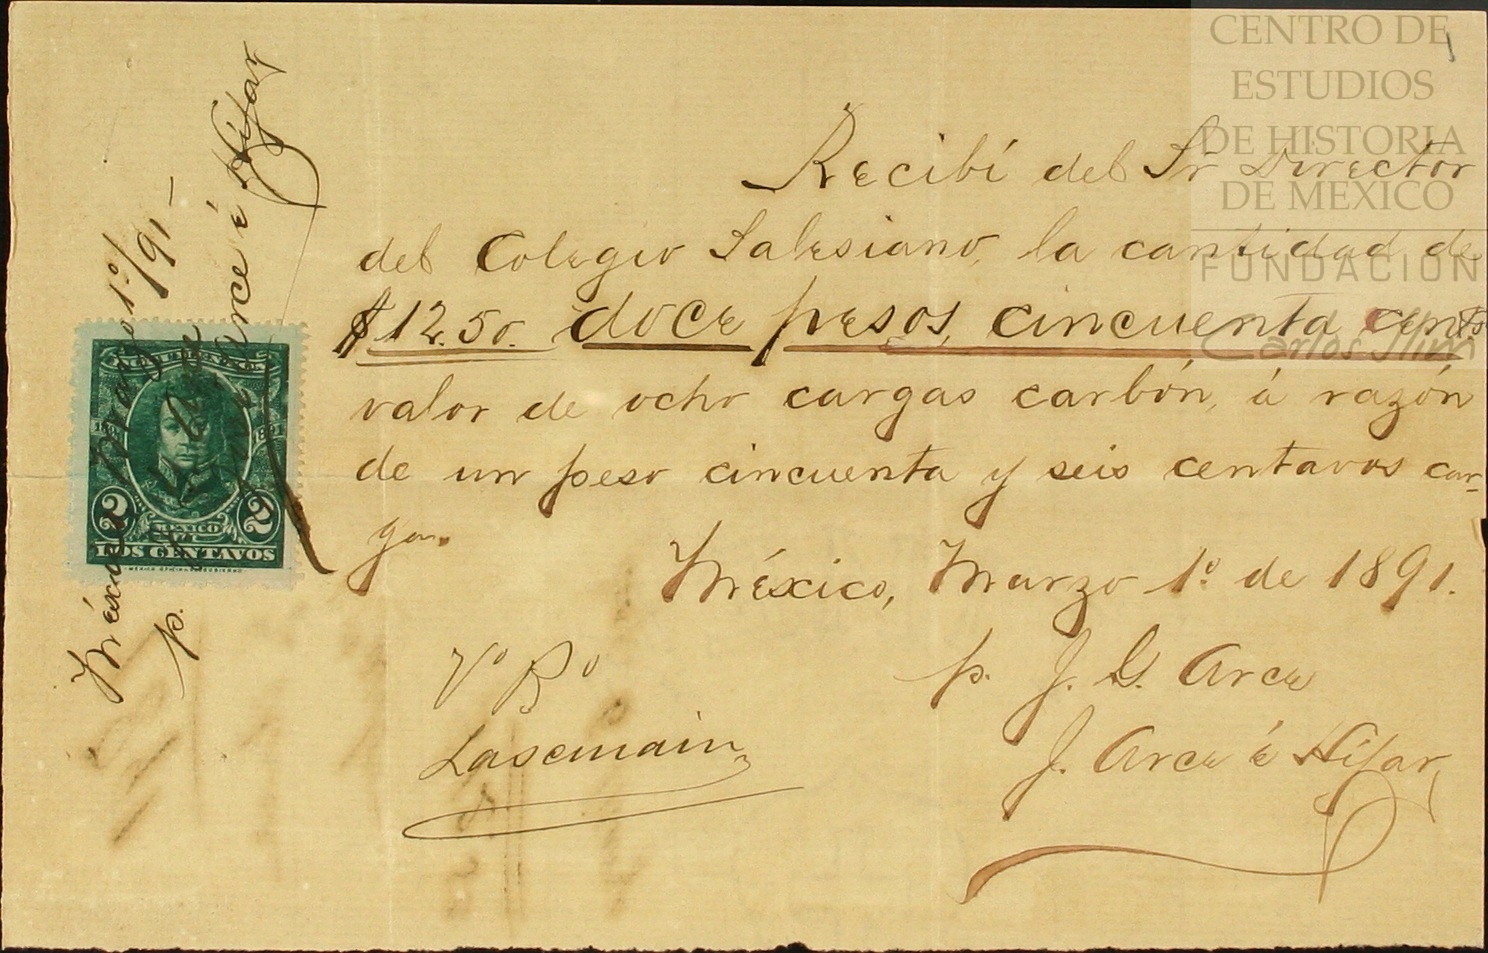 CENTRO DE
ESTUDIOS
DE HISTORIA
DE MEXICO
FUNDACIÓN
Carlos Slim
Recibí del Sr Director
del Colegio Salesiano, la cantidad de
$12.50. doce pesos, cincuenta cents
valor de ocho cargas carbón, á razón
de un peso cincuenta y seis centavos car-
ga.
México, Marzo 1º de 1891.
p. J. G. Arce
J. Arce é Hijar,
Vo Bo
Lasemain
México Marzo 1º/91-
p. J. G. Arce
J. Arce é Hijar
1891
2 2
MEXICO
DOS CENTAVOS